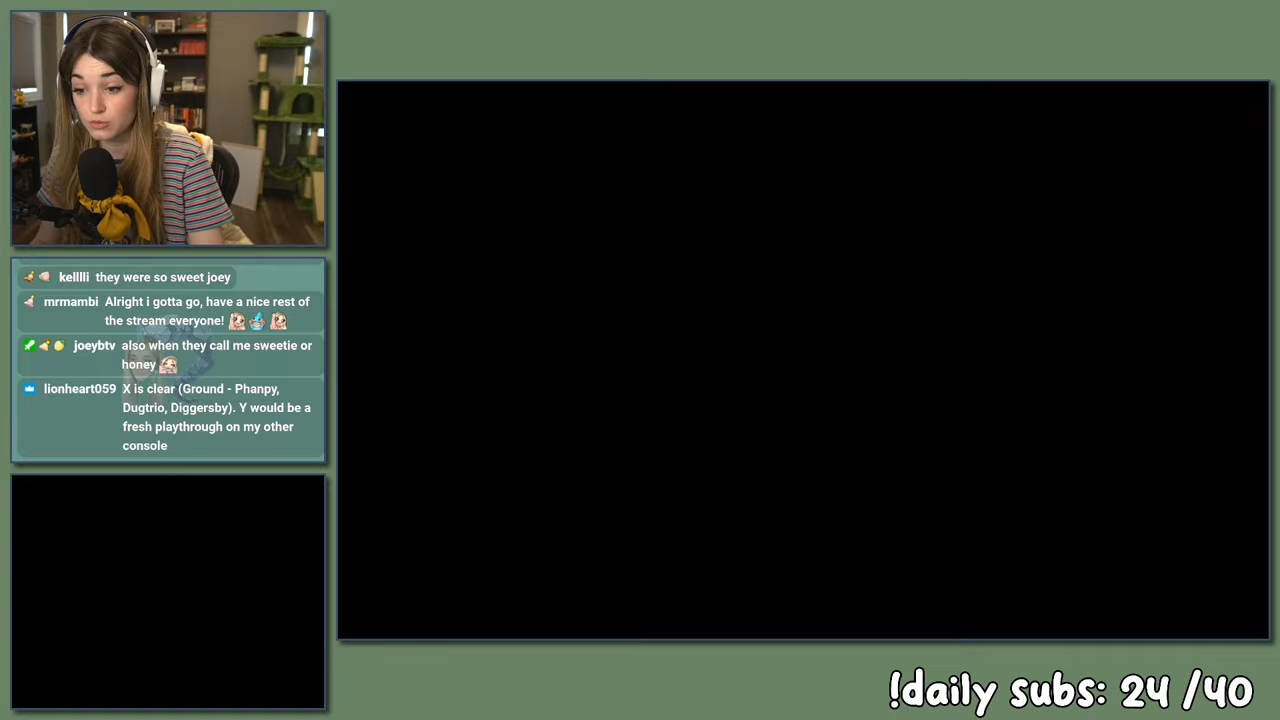 kelllli they were so sweet joey
mrmambi Alright i gotta go, have a nice rest of
the stream everyone!
joeybtv also when they call me sweetie or
honey
lionheart059 X is clear (Ground - Phanpy,
Dugtrio, Diggersby). Y would be a
fresh playthrough on my other
console
!daily subs: 24 /40